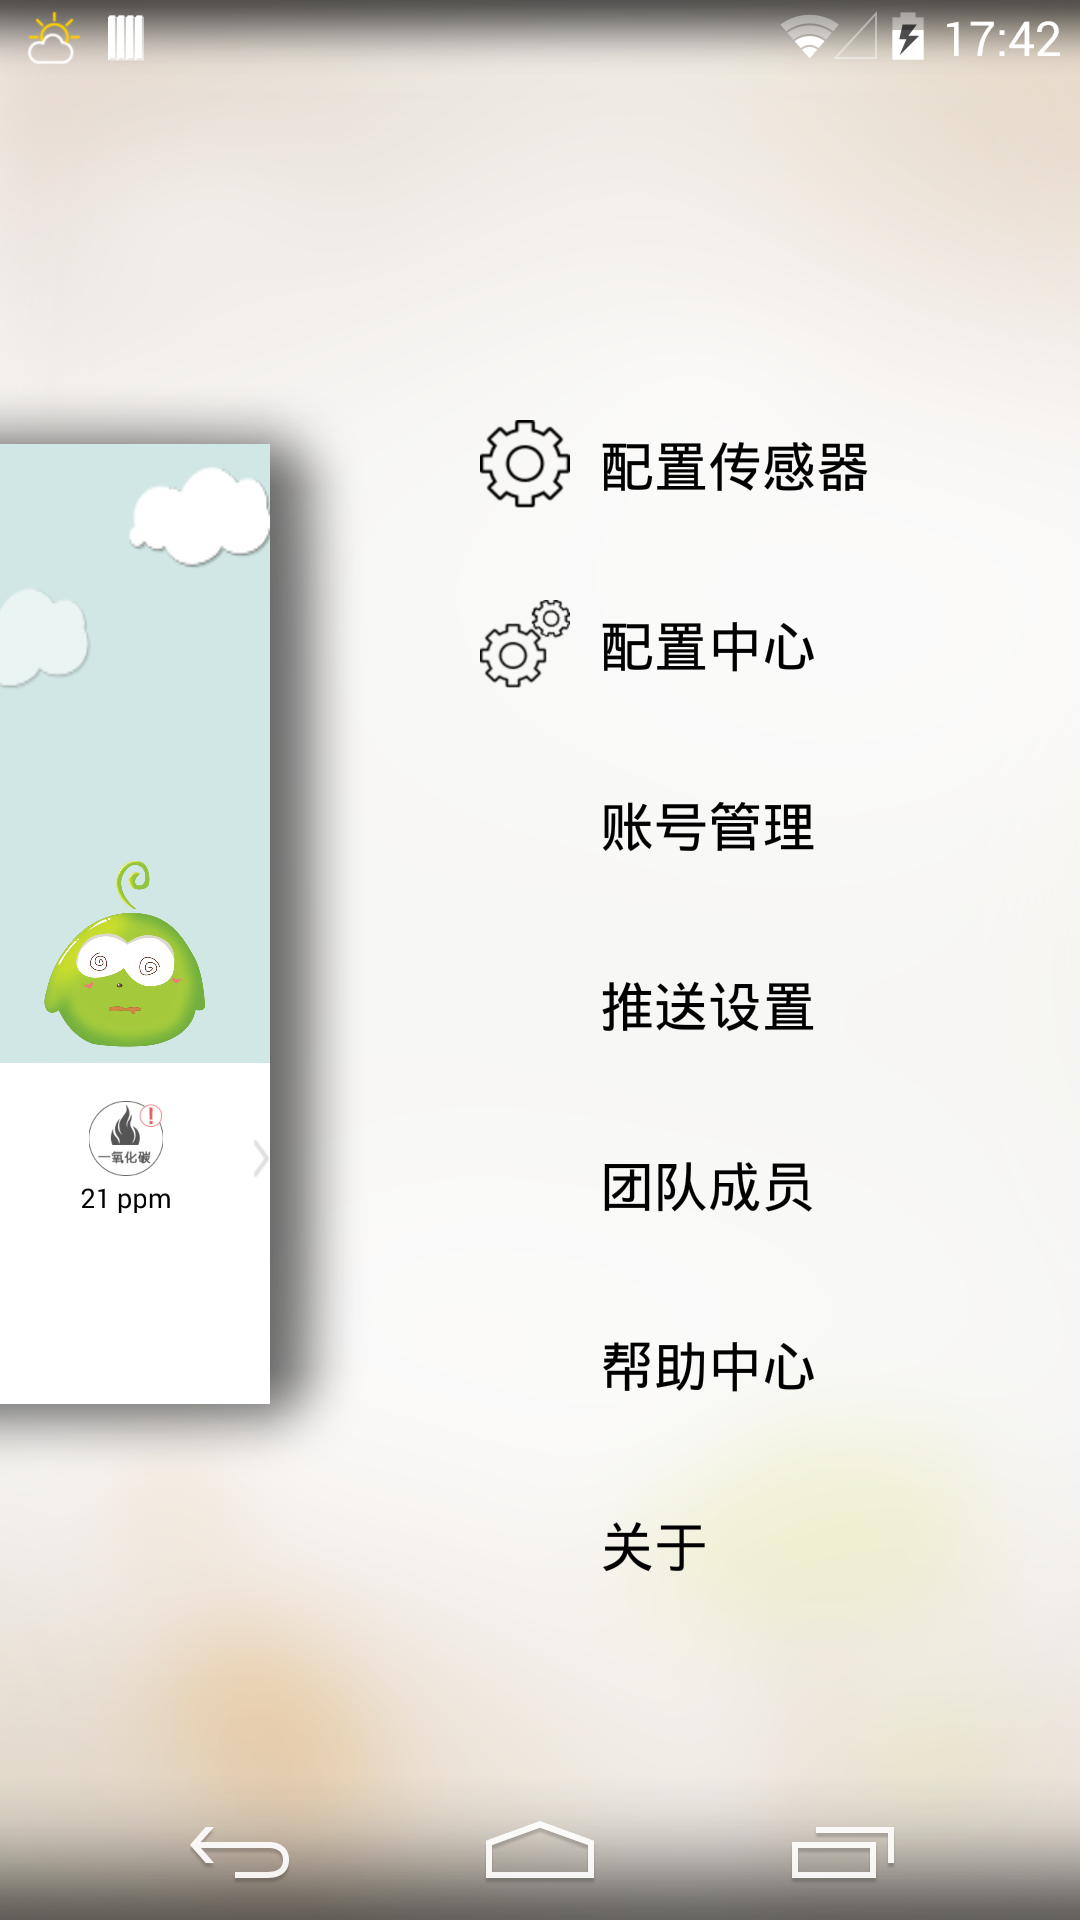 17:42
配置传感器
配置中心
账号管理
推送设置
一氧化碳
21 ppm
团队成员
帮助中心
关于